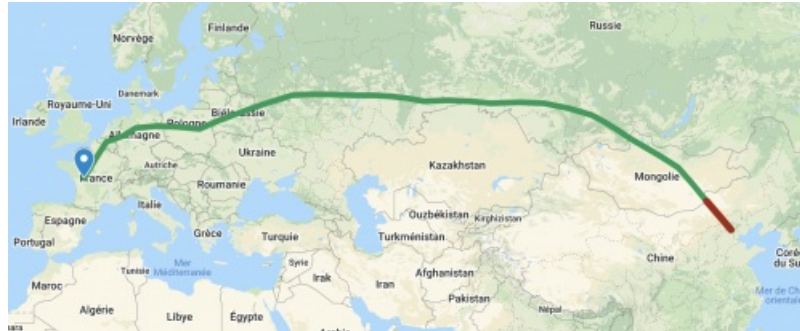 Finlande
Russie
Norvège
Danemark
Royaume-Uni
Irlande
Biélorussie
Pologne
Allemagne
Ukraine
Kazakhstan
Autriche
France
Mongolie
Roumanie
Italie
Ouzbékistan
Kirghizistan
Espagne
Grèce
Turquie
Turkménistan
Portugal
Chine
Corée
du Su
Mer
Méditerranée
Tunisie
Syrie
Irak
Iran
Afghanistan
Maroc
Pakistan
Mer de Ch
orientale
Algérie
Libye
Égypte
Népal